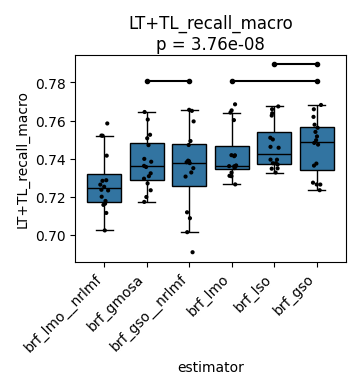 LT+TL_recall_macro
p = 3.76e-08
LT+TL_recall_macro
0.78
0.76
0.74
0.72
0.70
brf_lmo__nrlmf
brf_gmosa
brf_gso__nrlmf
brf_lmo
brf_lso
brf_gso
estimator